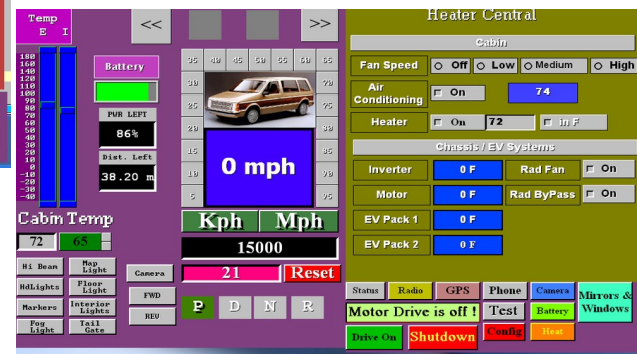 Temp
E I
180
160
140
120
110
100
90
80
70
60
50
40
30
20
10
0
-10
-20
-30
-40
Battery
PWR LEFT
86%
Dist. Left
38.20 m
Cabin Temp
72 65
Hi Beam Map Light
HdLights Floor Light
Markers Interior Lights
Fog Light Tail Gate
Camera
FWD
REV
<< >>
35 40 45 50 55 60 65
30 70
25 75
20 80
15 85
10 90
5 95
0 mph
Kph Mph
15000
21 Reset
P D N R
Heater Central
Cabin
Fan Speed Off Low Medium High
Air Conditioning On 74
Heater On 72 in F
Chassis / EV Systems
Inverter 0 F Rad Fan On
Motor 0 F Rad ByPass On
EV Pack 1 0 F
EV Pack 2 0 F
Status Radio GPS Phone Camera Mirrors & Windows
Motor Drive is off ! Test Battery
Drive On Shutdown Config Heat